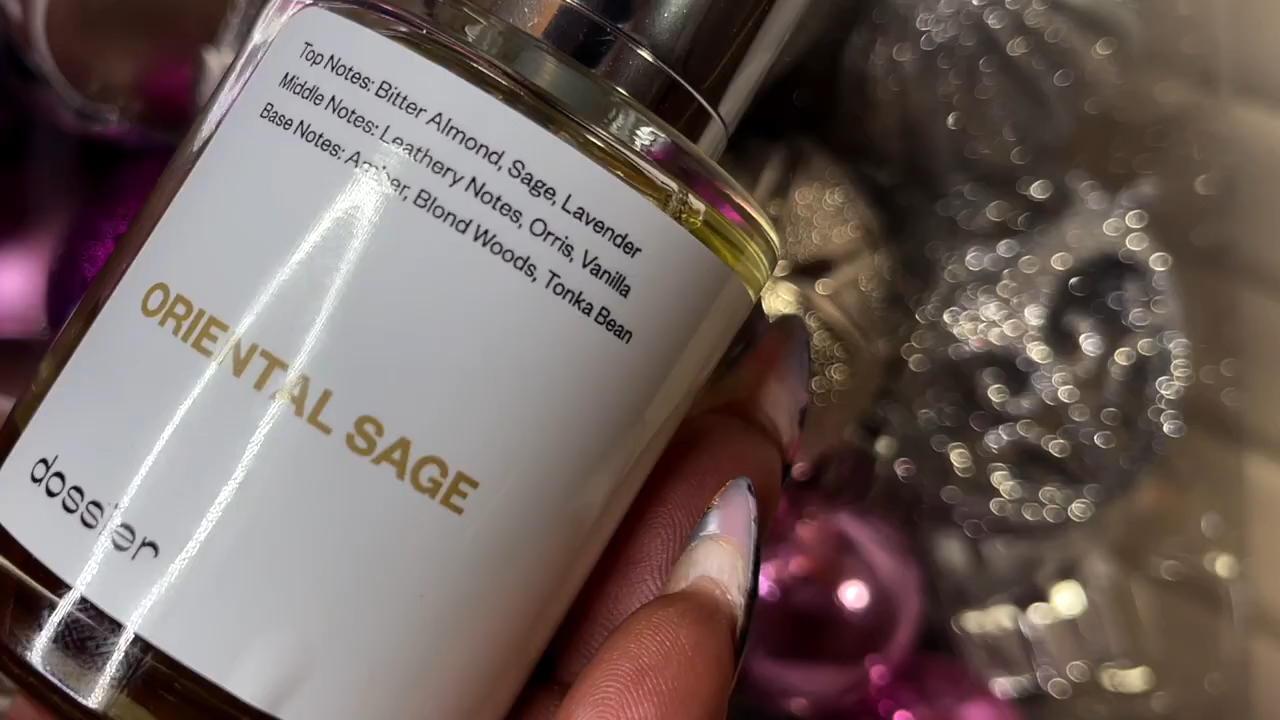 Top Notes: Bitter Almond, Sage, Lavender
Middle Notes: Leathery Notes, Orris, Vanilla
Base Notes: Amber, Blond Woods, Tonka Bean
ORIENTAL SAGE
dossier